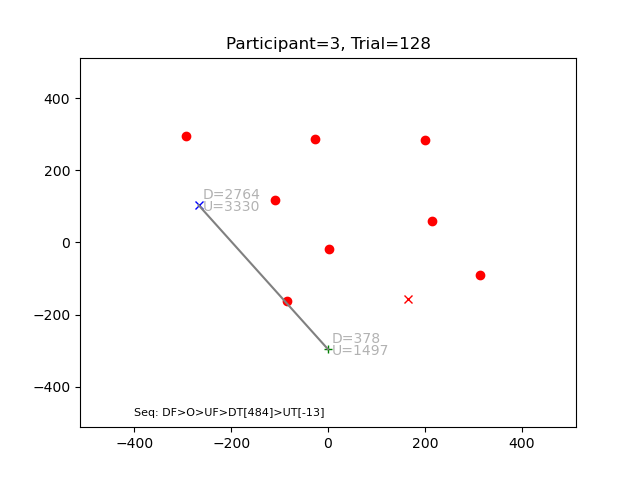 Participant=3, Trial=128
400
200
0
−200
−400
D=2764
U=3330
D=378
U=1497
Seq: DF>O>UF>DT[484]>UT[-13]
−400 −200 0 200 400